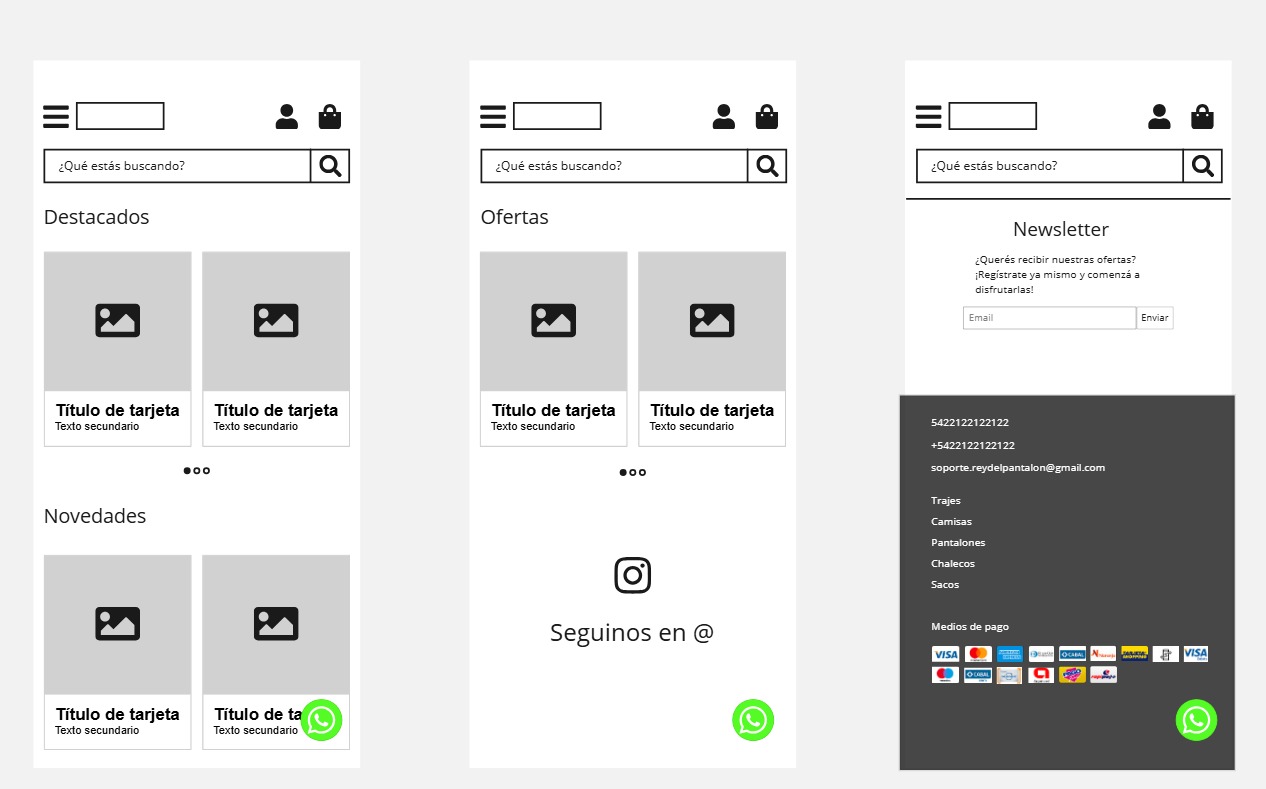 ¿Qué estás buscando?
Destacados
Título de tarjeta
Texto secundario
Título de tarjeta
Texto secundario
Novedades
Título de tarjeta
Texto secundario
Título de ta
Texto secundario
¿Qué estás buscando?
Ofertas
Título de tarjeta
Texto secundario
Título de tarjeta
Texto secundario
Seguinos en @
¿Qué estás buscando?
Newsletter
¿Querés recibir nuestras ofertas?
¡Regístrate ya mismo y comenzá a
disfrutarlas!
Email Enviar
5422122122122
+5422122122122
soporte.reydelpantalon@gmail.com
Trajes
Camisas
Pantalones
Chalecos
Sacos
Medios de pago
VISA CABAL VISA
CABAL